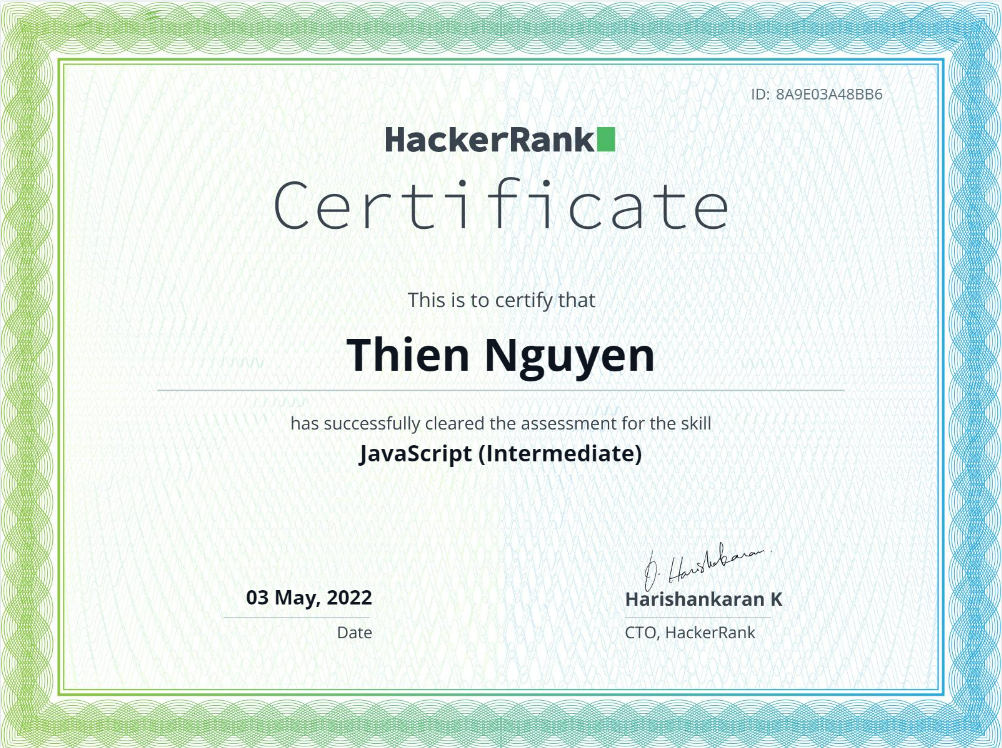 ID: 8A9E03A48BB6
HackerRank
Certificate
This is to certify that
Thien Nguyen
has successfully cleared the assessment for the skill
JavaScript (Intermediate)
03 May, 2022
Date
Harishankaran K
CTO, HackerRank